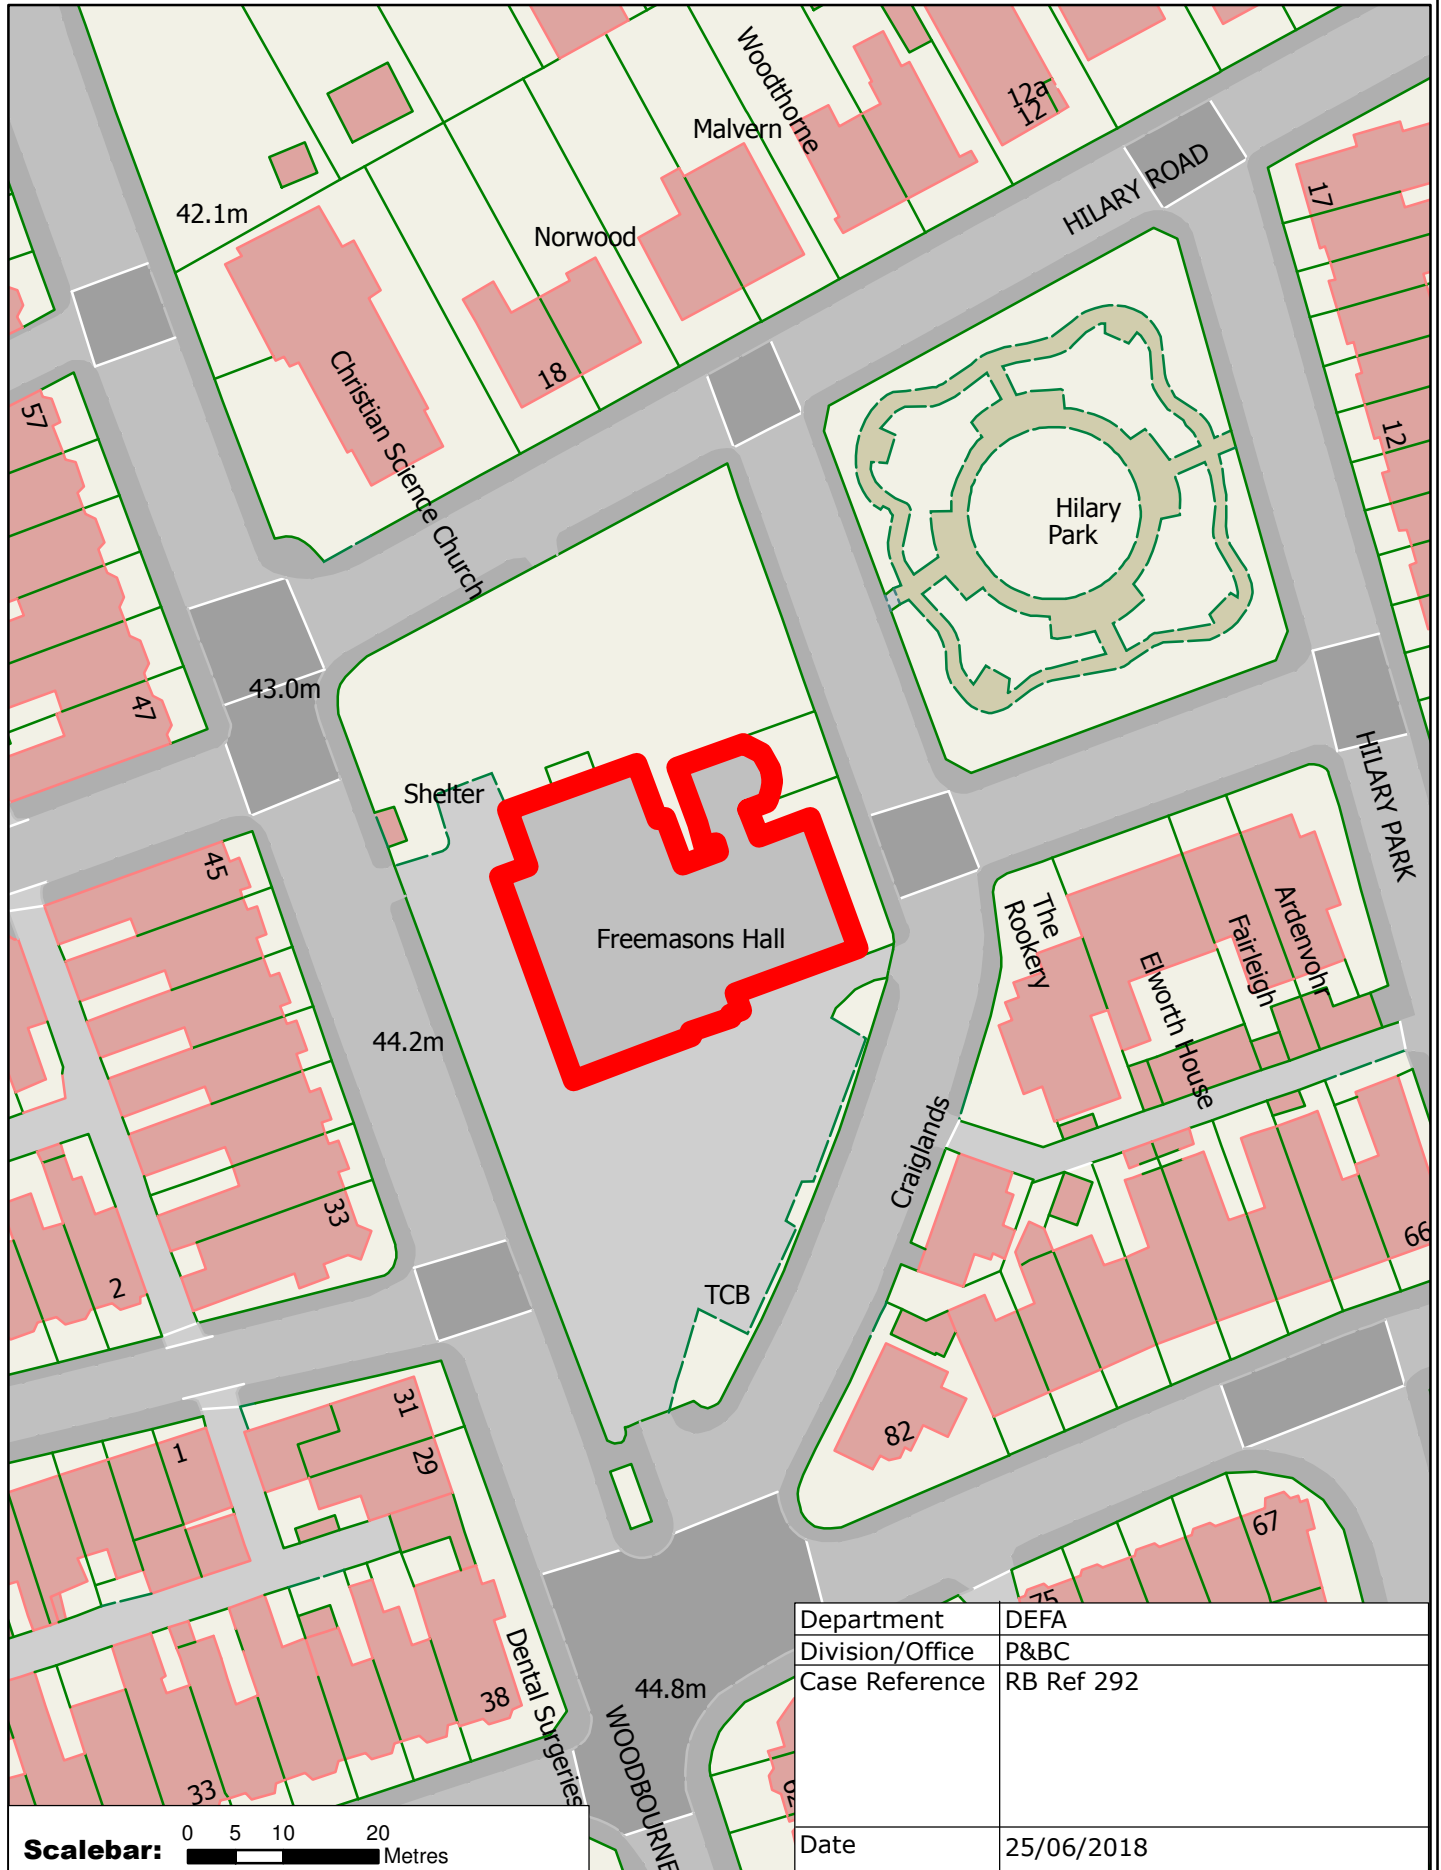 Woodthorne
12a
12
Malvern
HILARY ROAD
17
42.1m
Norwood
18
Christian Science Church
57
12
Hilary
Park
43.0m
47
HILARY PARK
Shelter
45
The
Rookery
Ardenvohr
Fairleigh
Elworth House
Freemasons Hall
44.2m
Craiglands
33
66
2
TCB
31
29
1
82
67
75
Dental Surgeries
38
44.8m
WOODBOURNE
33
62
Department DEFA
Division/Office P&BC
Case Reference RB Ref 292
Date 25/06/2018
Scalebar: 0 5 10 20 Metres